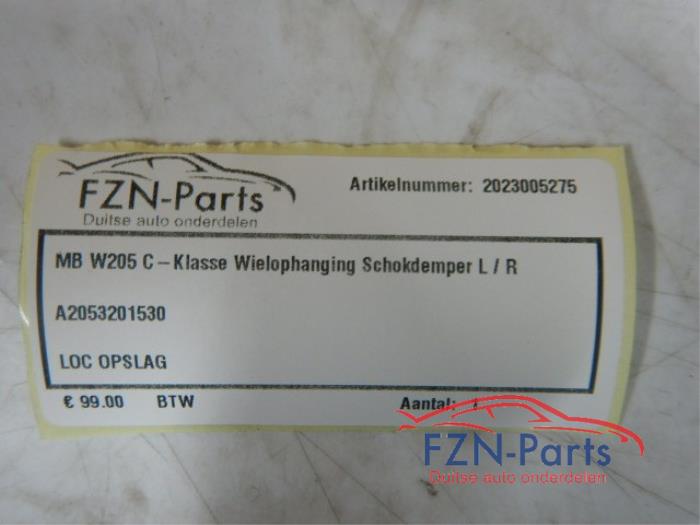 FZN-Parts
Duitse auto onderdelen
Artikelnummer: 2023005275
MB W205 C-Klasse Wielophanging Schokdemper L / R
A2053201530
LOC OPSLAG
€ 99.00 BTW Aantal:
FZN-Parts
Duitse auto onderdelen